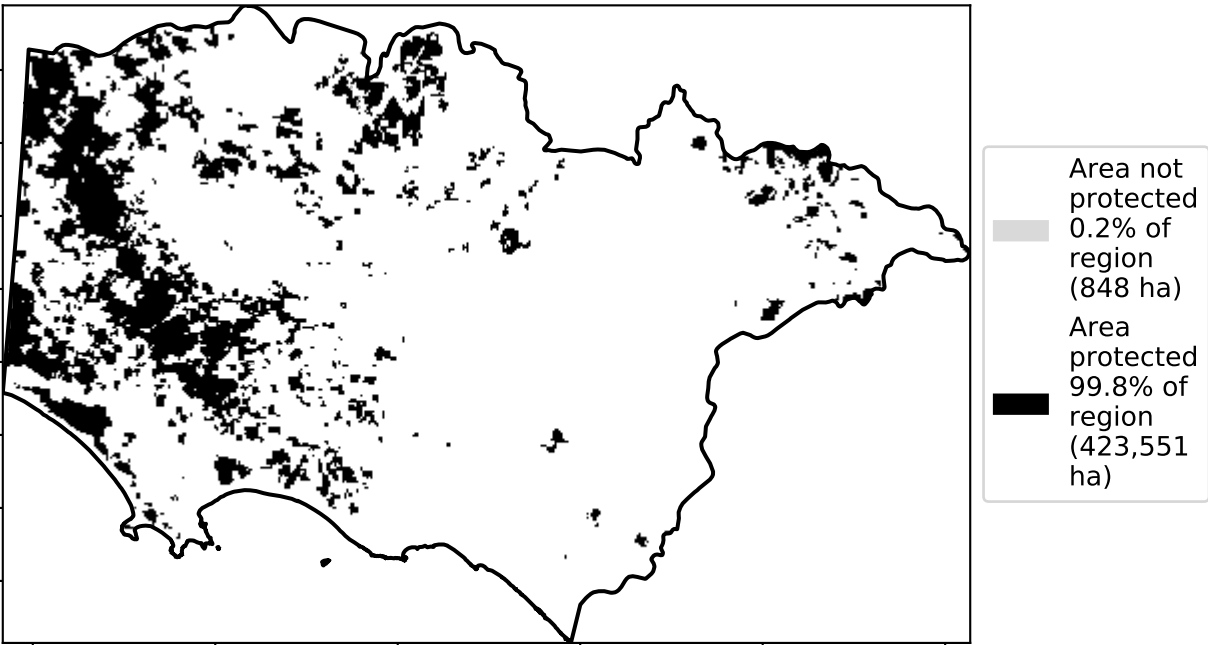 Area not
protected
0.2% of
region
(848 ha)
Area
protected
99.8% of
region
(423,551
ha)